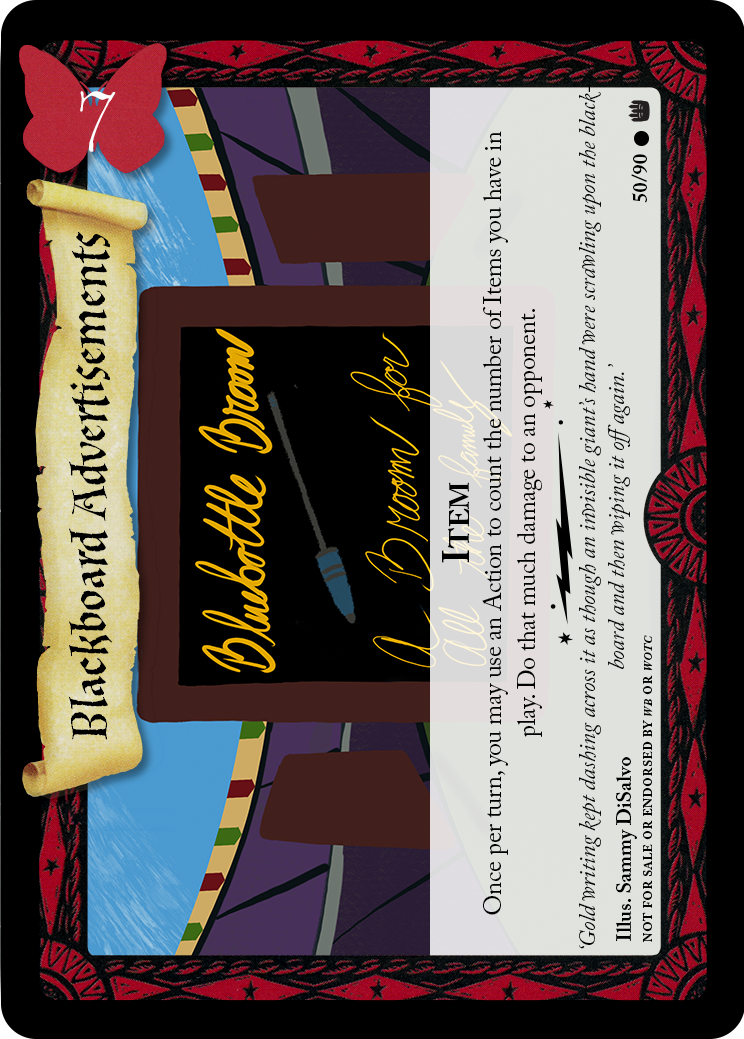 7
Blackboard Advertisements
Bluebottle Broom
a Broom for
All the family
ITEM
Once per turn, you may use an Action to count the number of Items you have in
play. Do that much damage to an opponent.
‘Gold writing kept dashing across it as though an invisible giant’s hand were scrawling upon the black-
board and then wiping it off again.’
Illus. Sammy DiSalvo
50/90
NOT FOR SALE OR ENDORSED BY WB OR WOTC